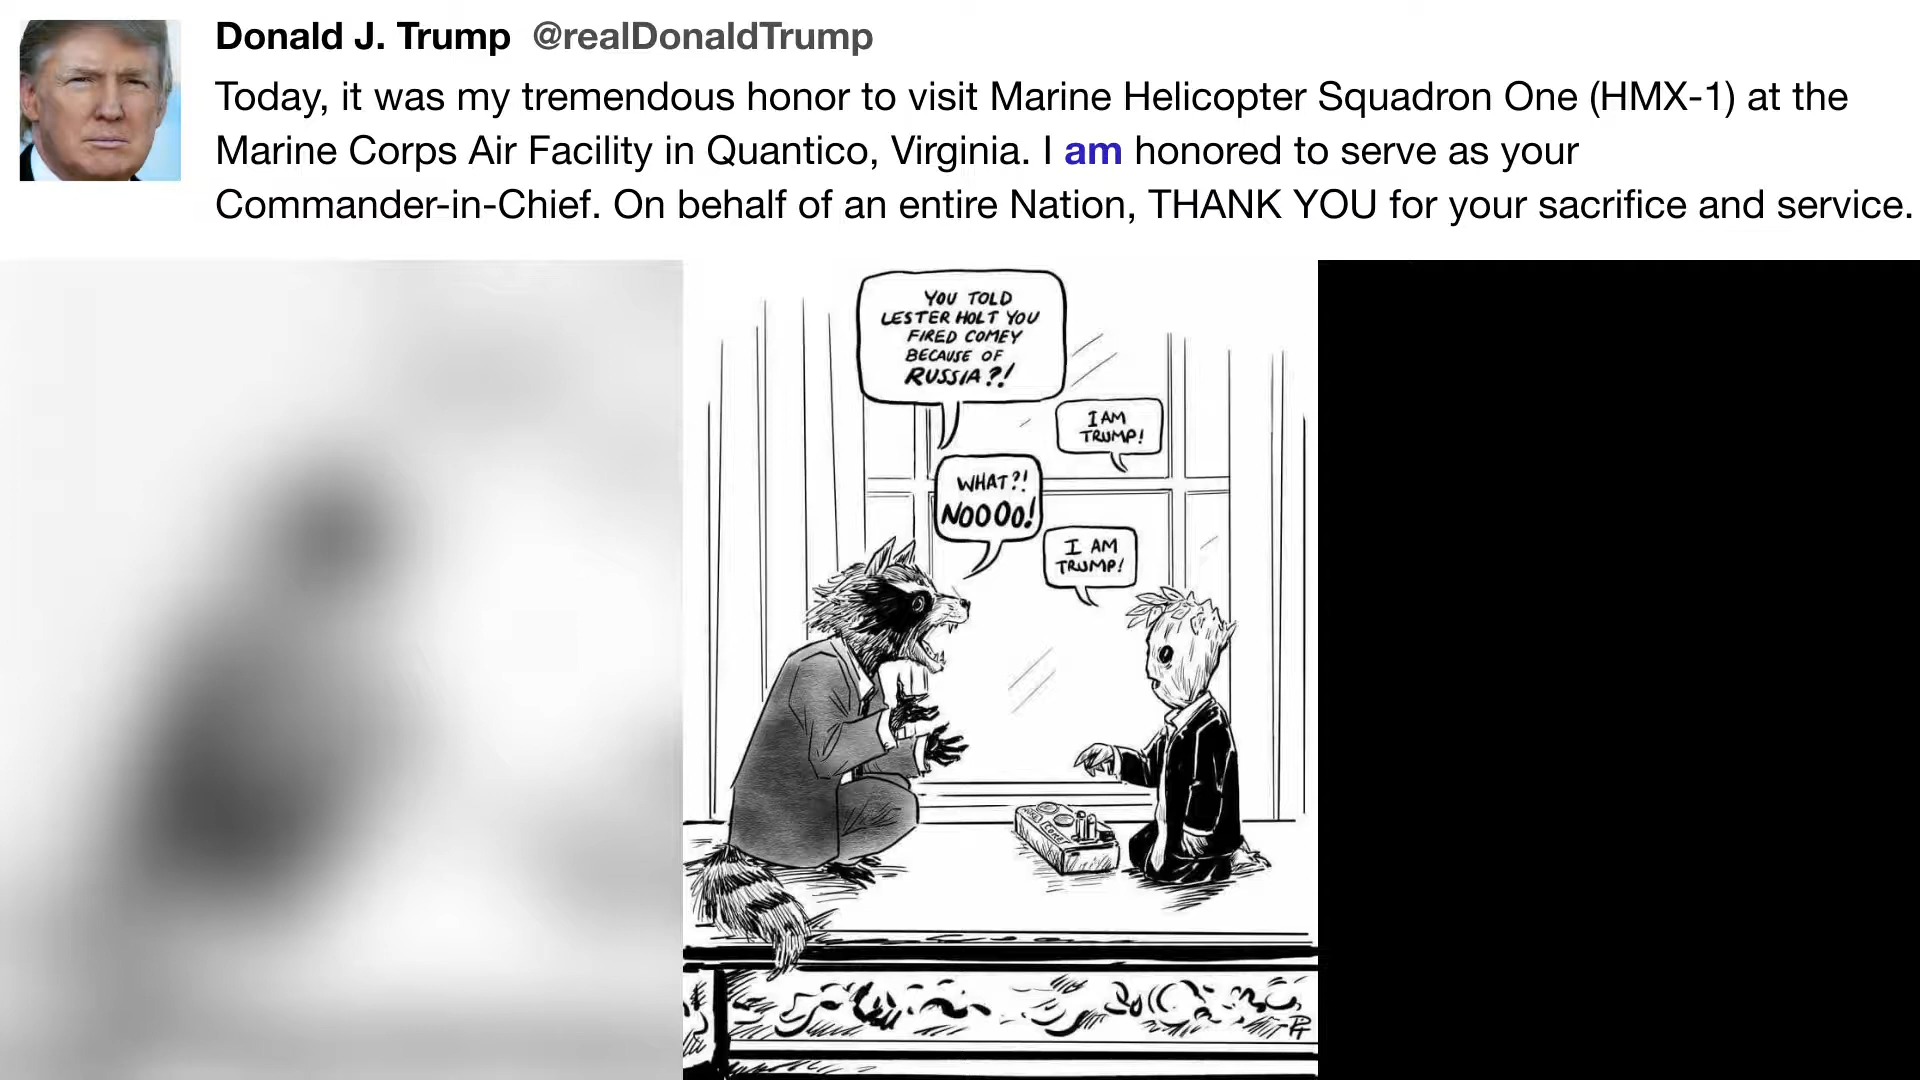 Donald J. Trump @realDonaldTrump
Today, it was my tremendous honor to visit Marine Helicopter Squadron One (HMX-1) at the
Marine Corps Air Facility in Quantico, Virginia. I am honored to serve as your
Commander-in-Chief. On behalf of an entire Nation, THANK YOU for your sacrifice and service.
YOU TOLD
LESTER HOLT YOU
FIRED COMEY
BECAUSE OF
RUSSIA?!
I AM
TRUMP!
WHAT?!
NOOOO!
I AM
TRUMP!